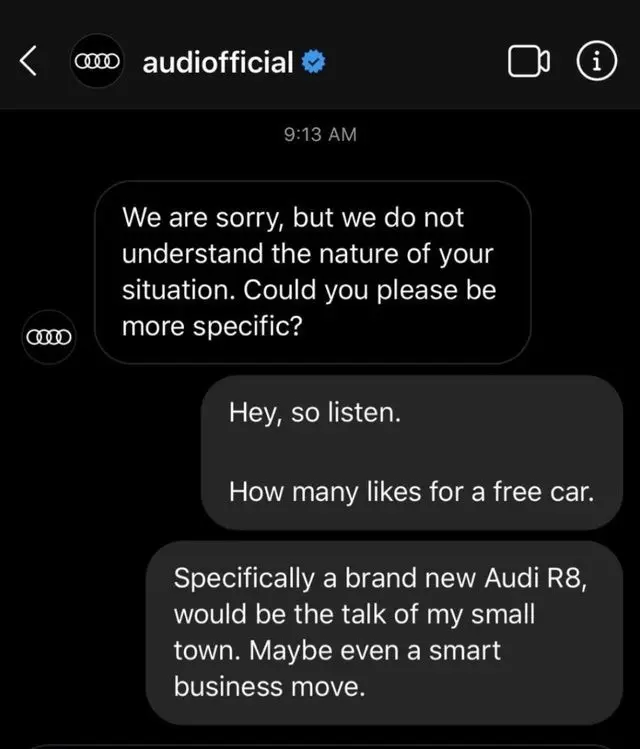 audiofficial
9:13 AM
We are sorry, but we do not
understand the nature of your
situation. Could you please be
more specific?
Hey, so listen.
How many likes for a free car.
Specifically a brand new Audi R8,
would be the talk of my small
town. Maybe even a smart
business move.